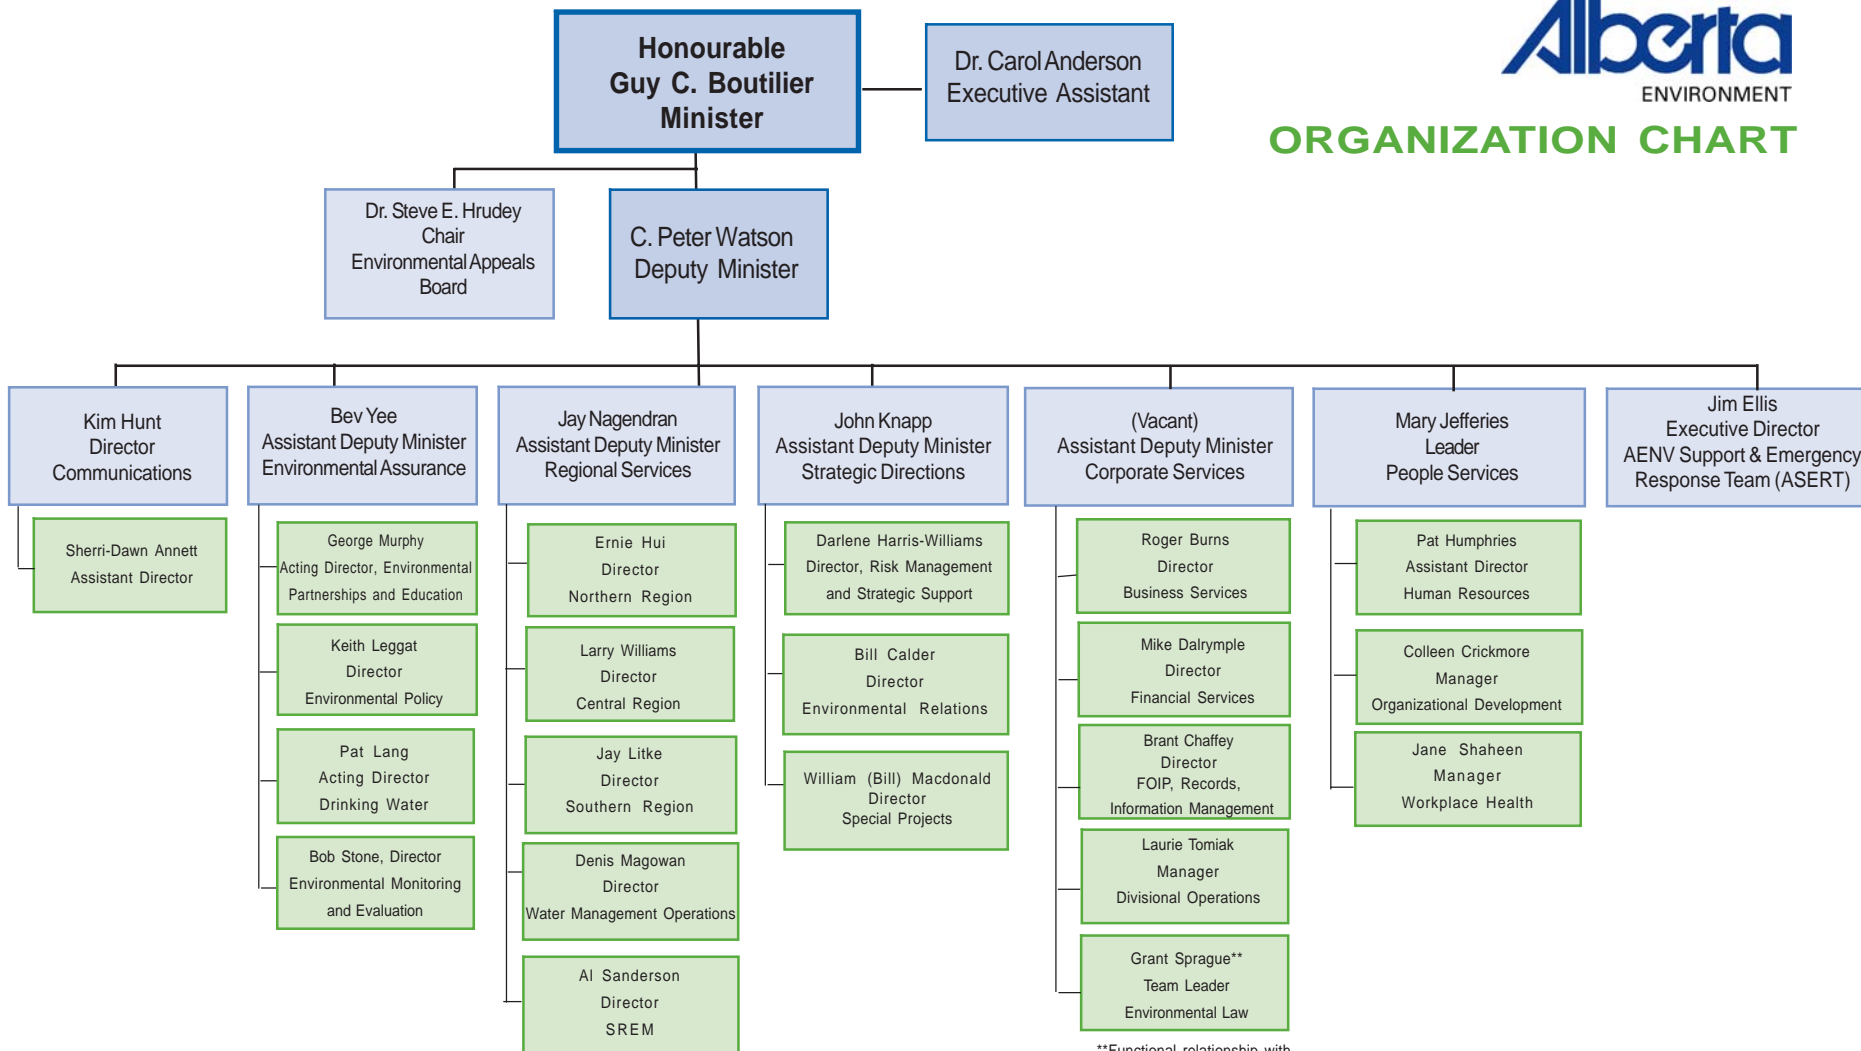 Honourable
Guy C. Boutilier
Minister
Dr. Carol Anderson
Executive Assistant
Alberta
ENVIRONMENT
ORGANIZATION CHART
Dr. Steve E. Hrudey
Chair
Environmental Appeals
Board
C. Peter Watson
Deputy Minister
Kim Hunt
Director
Communications
Bev Yee
Assistant Deputy Minister
Environmental Assurance
Jay Nagendran
Assistant Deputy Minister
Regional Services
John Knapp
Assistant Deputy Minister
Strategic Directions
(Vacant)
Assistant Deputy Minister
Corporate Services
Mary Jefferies
Leader
People Services
Jim Ellis
Executive Director
AENV Support & Emergency
Response Team (ASERT)
Sherri-Dawn Annett
Assistant Director
George Murphy
Acting Director, Environmental
Partnerships and Education
Keith Leggat
Director
Environmental Policy
Pat Lang
Acting Director
Drinking Water
Bob Stone, Director
Environmental Monitoring
and Evaluation
Ernie Hui
Director
Northern Region
Larry Williams
Director
Central Region
Jay Litke
Director
Southern Region
Denis Magowan
Director
Water Management Operations
Al Sanderson
Director
SREM
Darlene Harris-Williams
Director, Risk Management
and Strategic Support
Bill Calder
Director
Environmental Relations
William (Bill) Macdonald
Director
Special Projects
Roger Burns
Director
Business Services
Mike Dalrymple
Director
Financial Services
Brant Chaffey
Director
FOIP, Records,
Information Management
Laurie Tomiak
Manager
Divisional Operations
Grant Sprague**
Team Leader
Environmental Law
**Functional relationship with
Pat Humphries
Assistant Director
Human Resources
Colleen Crickmore
Manager
Organizational Development
Jane Shaheen
Manager
Workplace Health